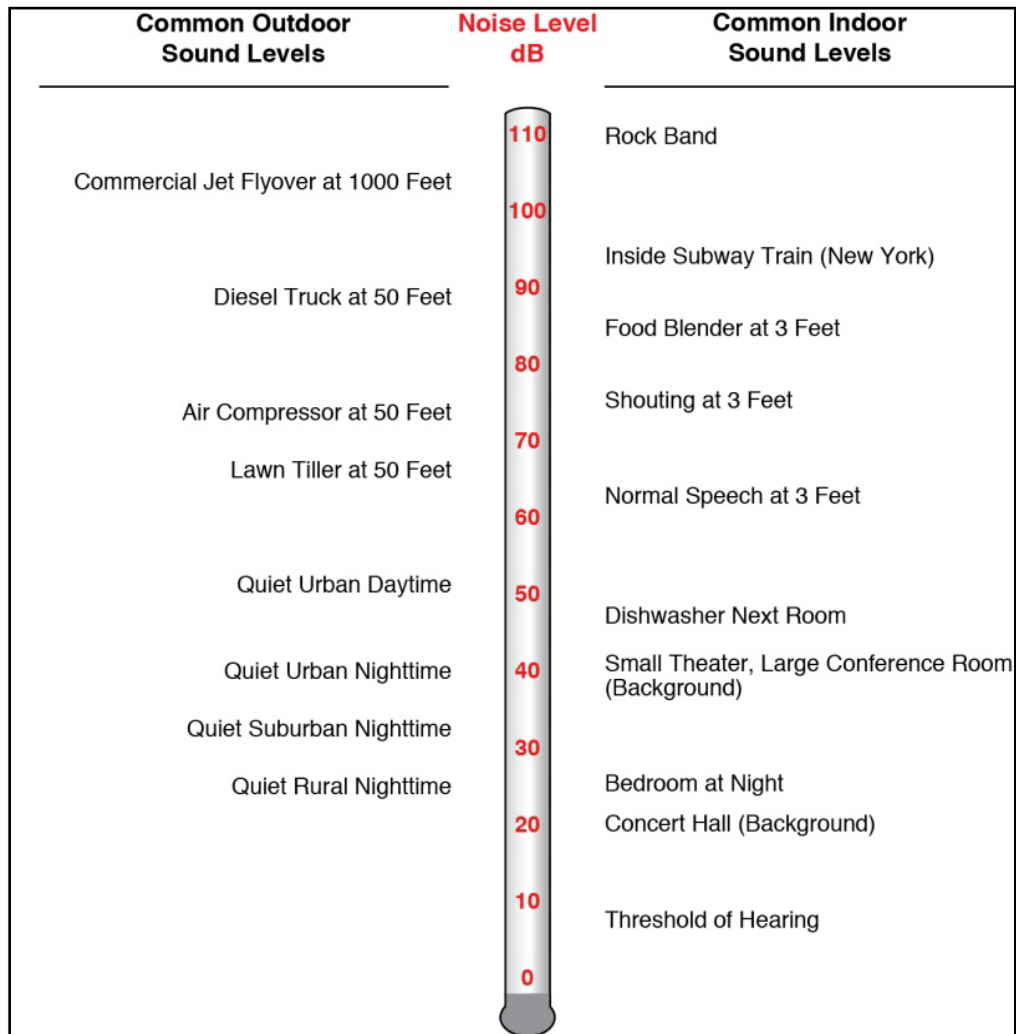 Common Outdoor
Sound Levels
Noise Level
dB
Common Indoor
Sound Levels
110
Rock Band
Commercial Jet Flyover at 1000 Feet
100
Inside Subway Train (New York)
90
Diesel Truck at 50 Feet
Food Blender at 3 Feet
80
Shouting at 3 Feet
Air Compressor at 50 Feet
70
Lawn Tiller at 50 Feet
Normal Speech at 3 Feet
60
Quiet Urban Daytime
50
Dishwasher Next Room
Quiet Urban Nighttime
40
Small Theater, Large Conference Room
(Background)
Quiet Suburban Nighttime
30
Quiet Rural Nighttime
Bedroom at Night
20
Concert Hall (Background)
10
Threshold of Hearing
0